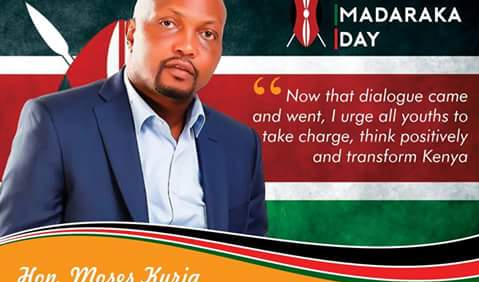 MADARAKA
DAY
“Now that dialogue came
and went, I urge all youths to
take charge, think positively
and transform Kenya
Hon. Moses Kuria